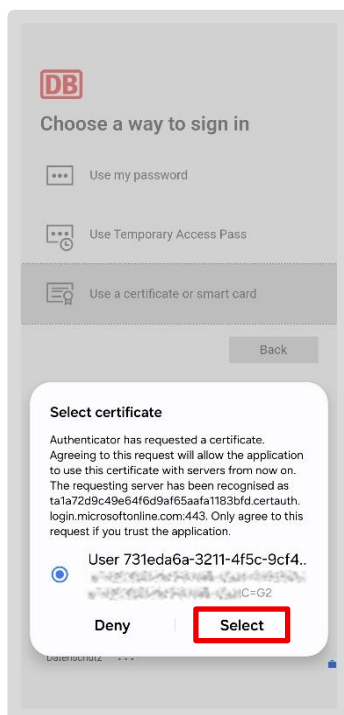 DB
Choose a way to sign in
Use my password
Use Temporary Access Pass
Use a certificate or smart card
Back
Select certificate
Authenticator has requested a certificate.
Agreeing to this request will allow the application
to use this certificate with servers from now on.
The requesting server has been recognised as
ta1a72d9c49e64f6d9af65aafa1183bfd.certauth.
login.microsoftonline.com:443. Only agree to this
request if you trust the application.
User 731eda6a-3211-4f5c-9cf4..
C=G2
Deny Select
Datenschutz ...